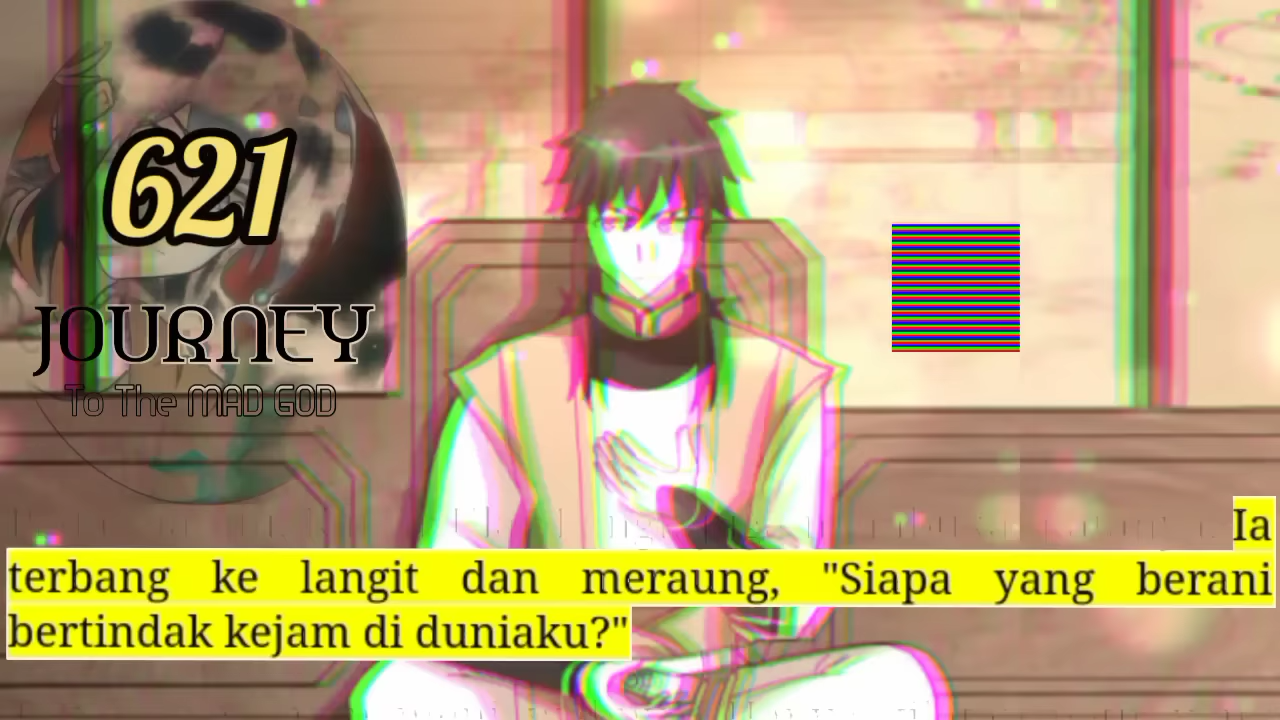 621
JOURNEY
To The MAD GOD
Ia
terbang ke langit dan meraung, "Siapa yang berani
bertindak kejam di duniaku?"